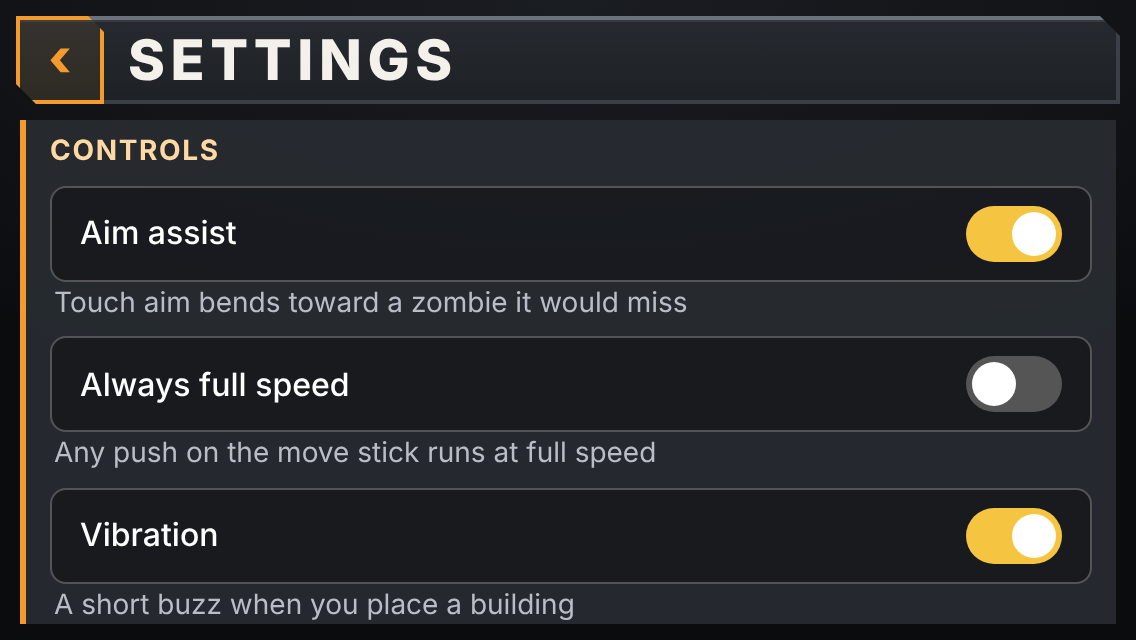 SETTINGS
CONTROLS
Aim assist
Touch aim bends toward a zombie it would miss
Always full speed
Any push on the move stick runs at full speed
Vibration
A short buzz when you place a building